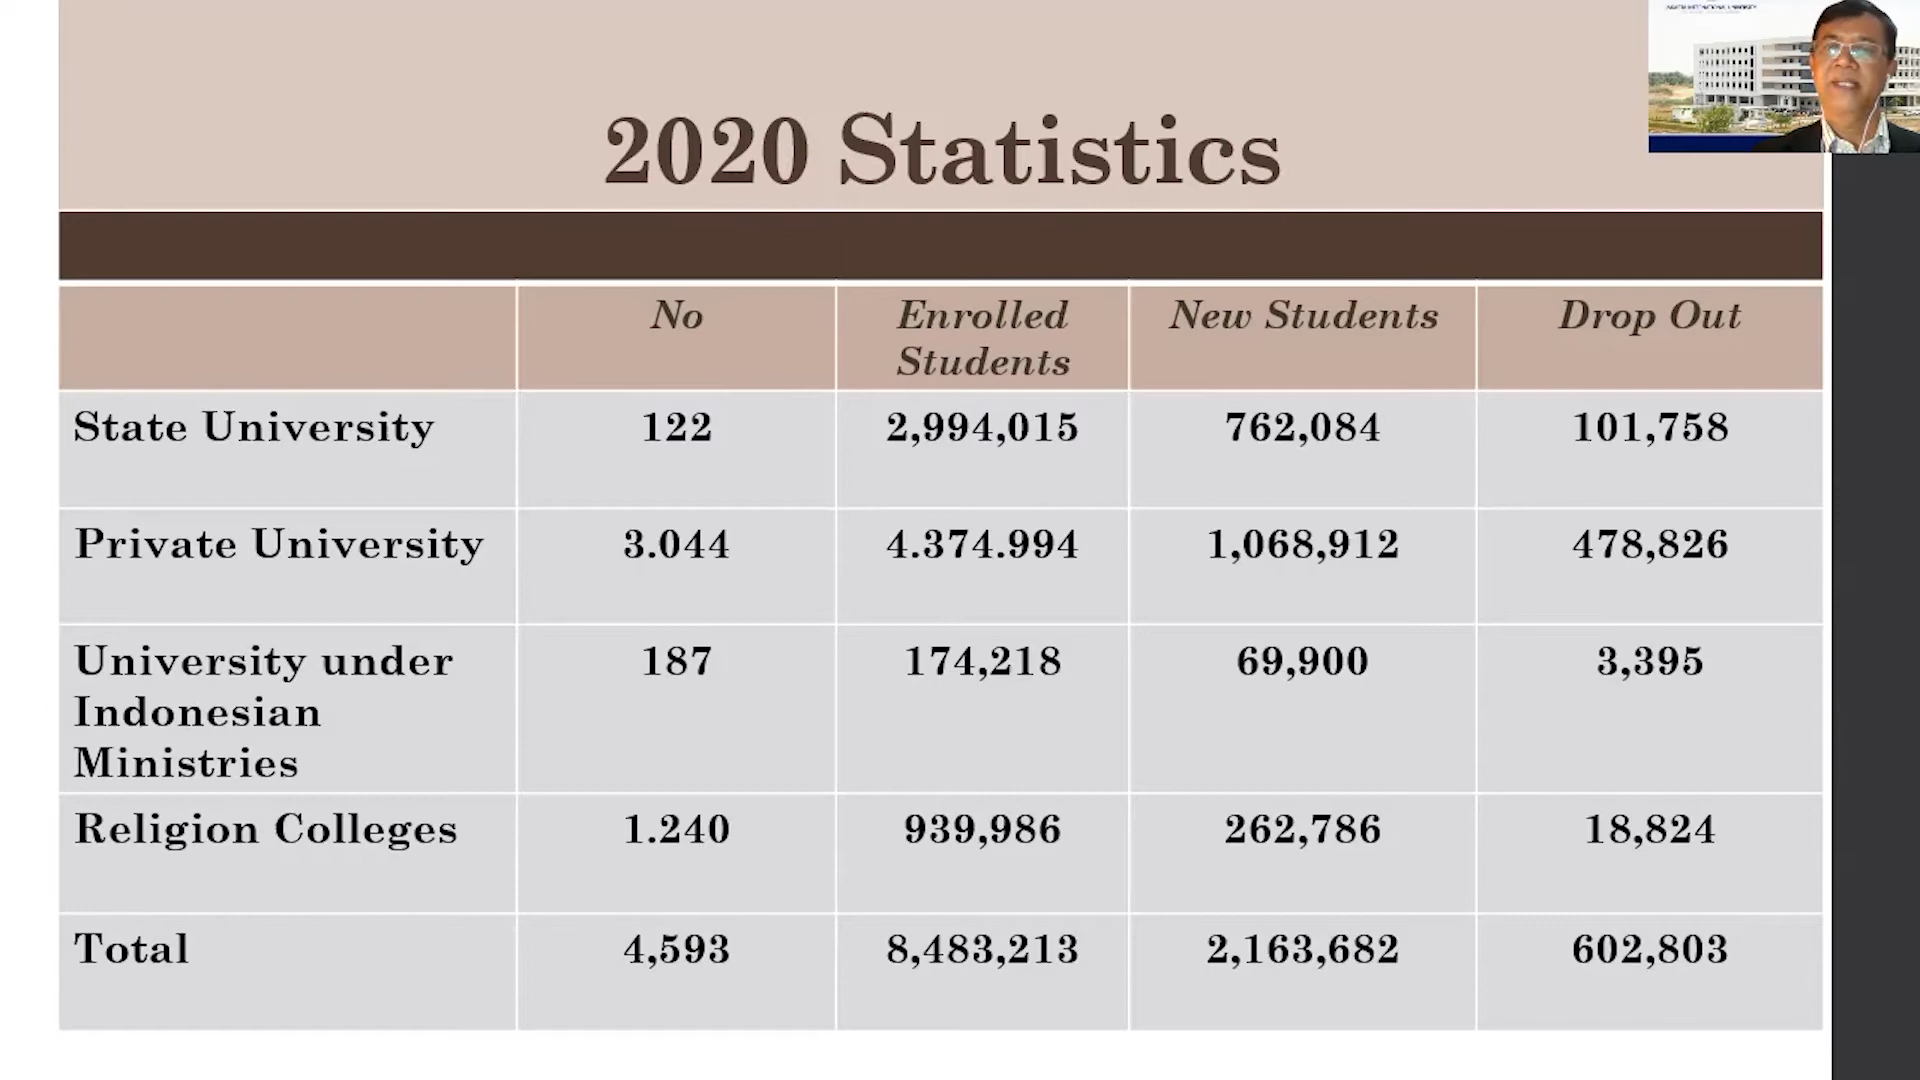 2020 Statistics
No
Enrolled
Students
New Students
Drop Out
State University 122 2,994,015 762,084 101,758
Private University 3.044 4.374.994 1,068,912 478,826
University under 187 174,218 69,900 3,395
Indonesian
Ministries
Religion Colleges 1.240 939,986 262,786 18,824
Total 4,593 8,483,213 2,163,682 602,803